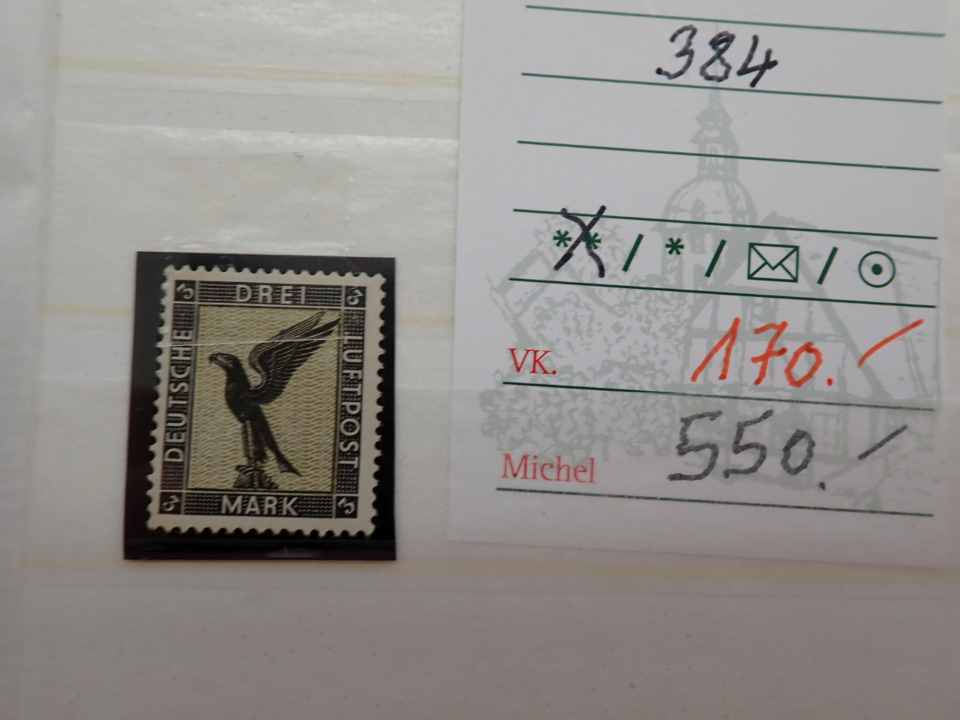 384
** / * / ✉ / ⊙
VK. 170.-
Michel 550.-
3 DREI 3
DEUTSCHE
LUFTPOST
3 MARK 3